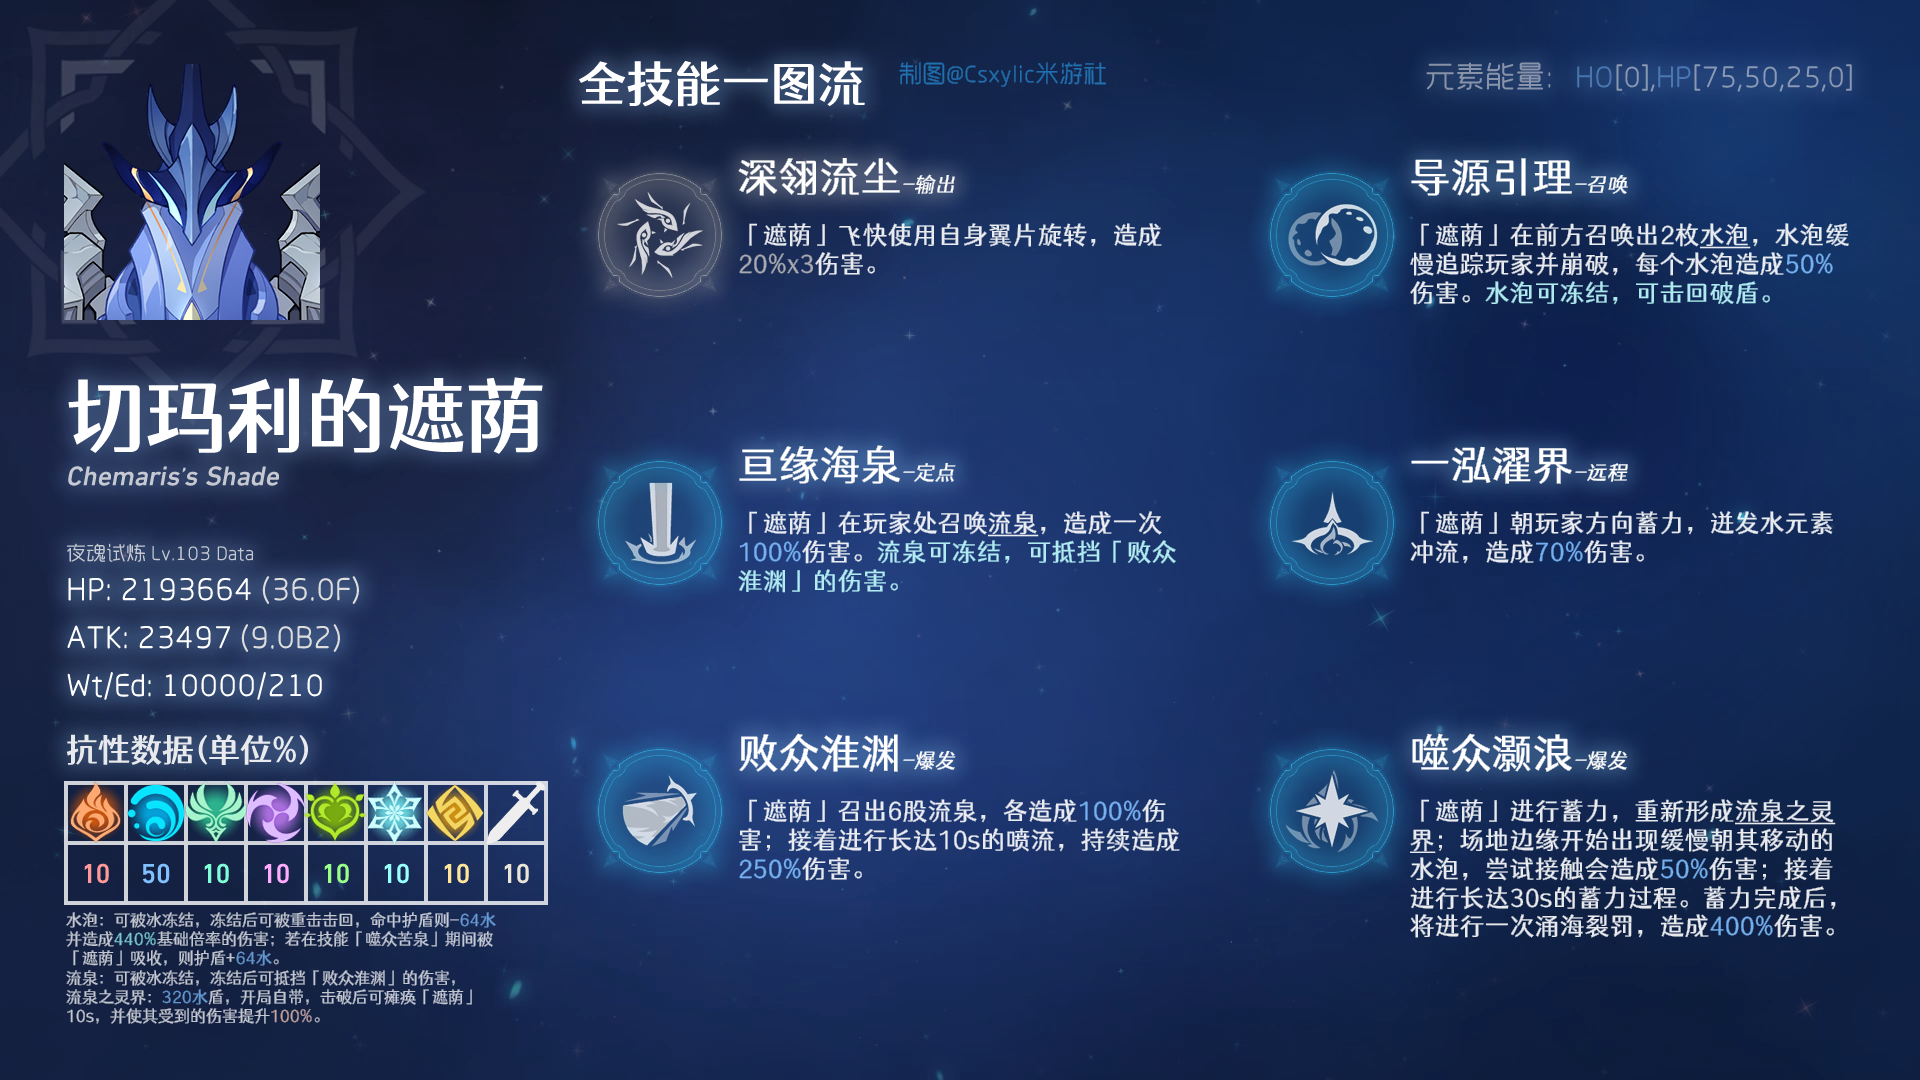 全技能一图流
制图@Csxylic米游社
元素能量: HO[0],HP[75,50,25,0]
切玛利的遮荫
Chemaris's Shade
夜魂试炼 Lv.103 Data
HP: 2193664 (36.0F)
ATK: 23497 (9.0B2)
Wt/Ed: 10000/210
抗性数据(单位%)
10 50 10 10 10 10 10 10
水泡：可被冰冻结，冻结后可被重击击回，命中护盾则-64水
并造成440%基础倍率的伤害；若在技能「噬众苦泉」期间被
「遮荫」吸收，则护盾+64水。
流泉：可被冰冻结，冻结后可抵挡「败众淮渊」的伤害，
流泉之灵界：320水盾，开局自带，击破后可瘫痪「遮荫」
10s，并使其受到的伤害提升100%。
深翎流尘-输出
「遮荫」飞快使用自身翼片旋转，造成
20%x3伤害。
导源引理-召唤
「遮荫」在前方召唤出2枚水泡，水泡缓
慢追踪玩家并崩破，每个水泡造成50%
伤害。水泡可冻结，可击回破盾。
亘缘海泉-定点
「遮荫」在玩家处召唤流泉，造成一次
100%伤害。流泉可冻结，可抵挡「败众
淮渊」的伤害。
一泓濯界-远程
「遮荫」朝玩家方向蓄力，迸发水元素
冲流，造成70%伤害。
败众淮渊-爆发
「遮荫」召出6股流泉，各造成100%伤
害；接着进行长达10s的喷流，持续造成
250%伤害。
噬众灏浪-爆发
「遮荫」进行蓄力，重新形成流泉之灵
界；场地边缘开始出现缓慢朝其移动的
水泡，尝试接触会造成50%伤害；接着
进行长达30s的蓄力过程。蓄力完成后，
将进行一次涌海裂罚，造成400%伤害。